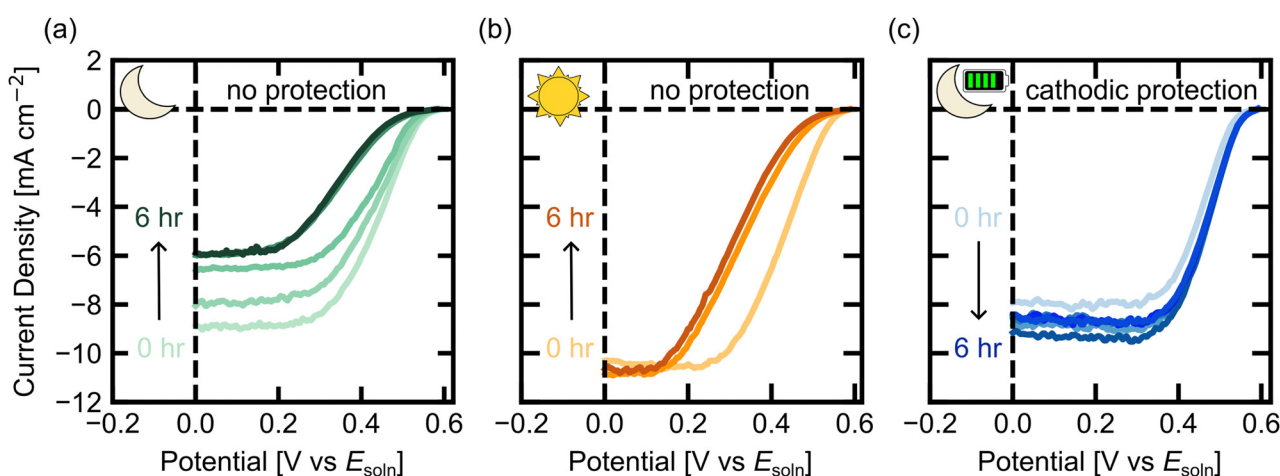 (a)
(b)
(c)
no protection
no protection
cathodic protection
Current Density [mA cm−2]
2
0
−2
−4
−6
−8
−10
−12
6 hr
0 hr
6 hr
0 hr
0 hr
6 hr
−0.2 0.0 0.2 0.4 0.6
−0.2 0.0 0.2 0.4 0.6
−0.2 0.0 0.2 0.4 0.6
Potential [V vs Esoln]
Potential [V vs Esoln]
Potential [V vs Esoln]